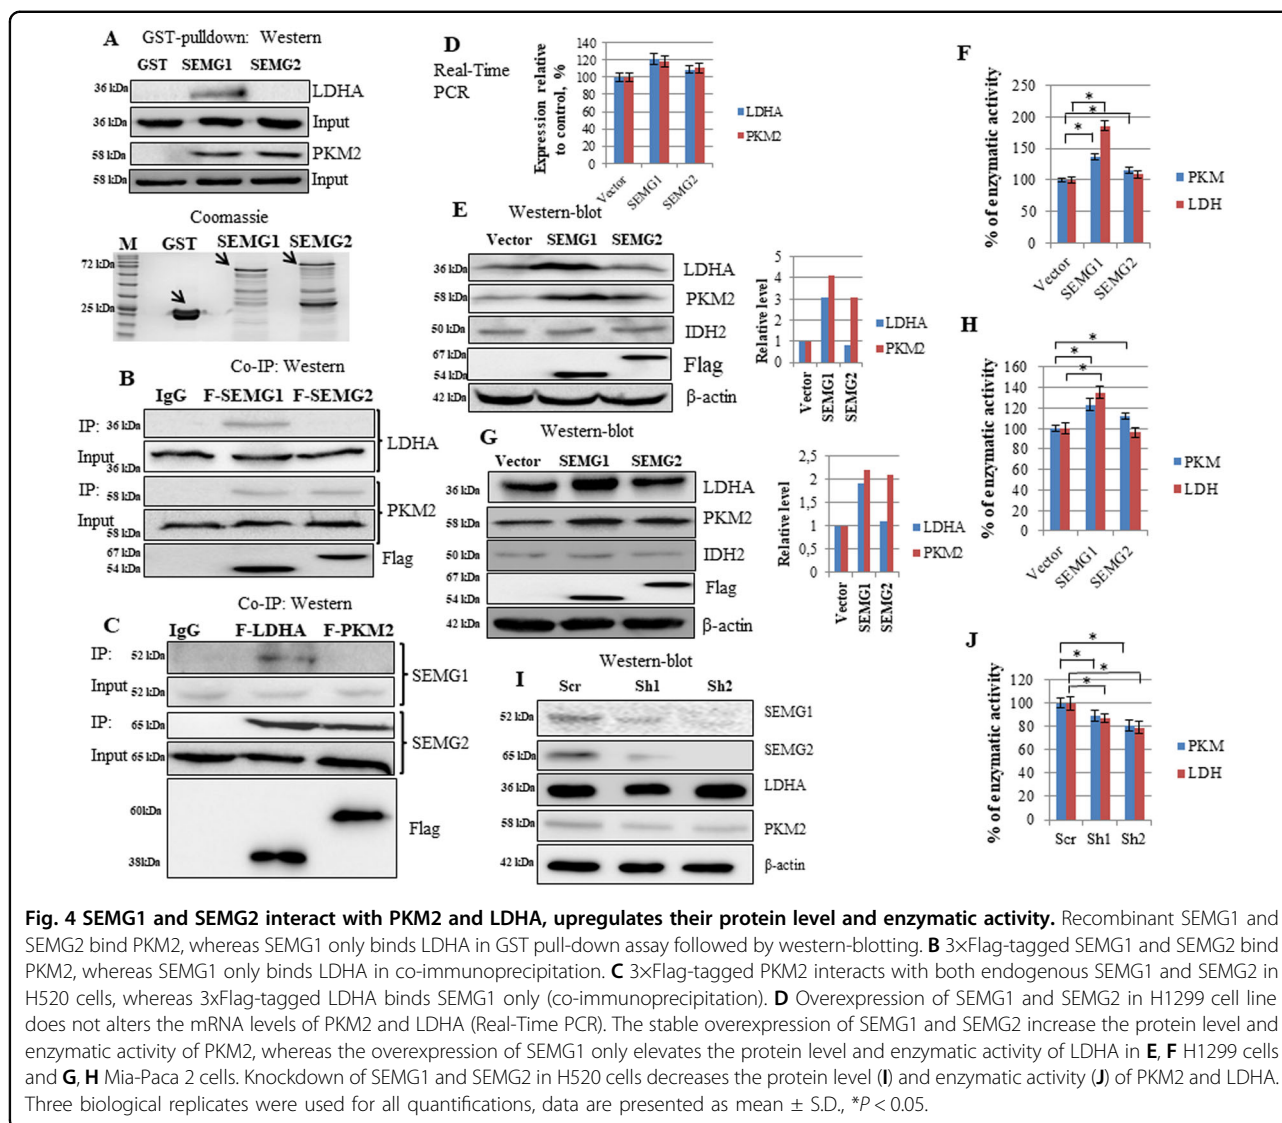 A GST-pulldown: Western
GST SEMG1 SEMG2
36 kDa LDHA
36 kDa Input
58 kDa PKM2
58 kDa Input
Coomassie
M GST SEMG1 SEMG2
72 kDa
25 kDa
B Co-IP: Western
IgG F-SEMG1 F-SEMG2
IP: 36 kDa
LDHA
Input 36 kDa
IP: 58 kDa
PKM2
Input 58 kDa
67 kDa Flag
54 kDa
C Co-IP: Western
IgG F-LDHA F-PKM2
IP: 52 kDa
SEMG1
Input 52 kDa
IP: 65 kDa
SEMG2
Input 65 kDa
60kDa
Flag
38kDa
D Real-Time
PCR
Expression relative
to control, %
140
120
100
80
60
40
20
0
Vector SEMG1 SEMG2
LDHA
PKM2
E Western-blot
Vector SEMG1 SEMG2
36 kDa LDHA
58 kDa PKM2
50 kDa IDH2
67 kDa Flag
54 kDa
42 kDa β-actin
Relative level
5
4
3
2
1
0
Vector SEMG1 SEMG2
LDHA
PKM2
F
% of enzymatic activity
250
200
150
100
50
0
* * *
Vector SEMG1 SEMG2
PKM
LDH
G Western-blot
Vector SEMG1 SEMG2
36 kDa LDHA
58 kDa PKM2
50 kDa IDH2
67 kDa Flag
54 kDa
42 kDa β-actin
Relative level
2,5
2
1,5
1
0,5
0
Vector SEMG1 SEMG2
LDHA
PKM2
H
% of enzymatic activity
160
140
120
100
80
60
40
20
0
* * *
Vector SEMG1 SEMG2
PKM
LDH
I Western-blot
Scr Sh1 Sh2
52 kDa SEMG1
65 kDa SEMG2
36 kDa LDHA
58 kDa PKM2
42 kDa β-actin
J
% of enzymatic activity
120
100
80
60
40
20
0
* * * *
Scr Sh1 Sh2
PKM
LDH
Fig. 4 SEMG1 and SEMG2 interact with PKM2 and LDHA, upregulates their protein level and enzymatic activity. Recombinant SEMG1 and
SEMG2 bind PKM2, whereas SEMG1 only binds LDHA in GST pull-down assay followed by western-blotting. B 3×Flag-tagged SEMG1 and SEMG2 bind
PKM2, whereas SEMG1 only binds LDHA in co-immunoprecipitation. C 3×Flag-tagged PKM2 interacts with both endogenous SEMG1 and SEMG2 in
H520 cells, whereas 3xFlag-tagged LDHA binds SEMG1 only (co-immunoprecipitation). D Overexpression of SEMG1 and SEMG2 in H1299 cell line
does not alters the mRNA levels of PKM2 and LDHA (Real-Time PCR). The stable overexpression of SEMG1 and SEMG2 increase the protein level and
enzymatic activity of PKM2, whereas the overexpression of SEMG1 only elevates the protein level and enzymatic activity of LDHA in E, F H1299 cells
and G, H Mia-Paca 2 cells. Knockdown of SEMG1 and SEMG2 in H520 cells decreases the protein level (I) and enzymatic activity (J) of PKM2 and LDHA.
Three biological replicates were used for all quantifications, data are presented as mean ± S.D., *P < 0.05.